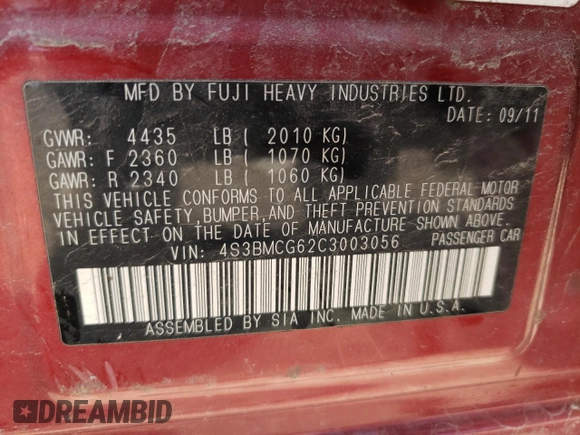 MFD BY FUJI HEAVY INDUSTRIES LTD.
DATE: 09/11
GVWR: 4435 LB ( 2010 KG)
GAWR: F 2360 LB ( 1070 KG)
GAWR: R 2340 LB ( 1060 KG)
THIS VEHICLE CONFORMS TO ALL APPLICABLE FEDERAL MOTOR
VEHICLE SAFETY, BUMPER, AND THEFT PREVENTION STANDARDS
IN EFFECT ON THE DATE OF MANUFACTURE SHOWN ABOVE.
VIN: 4S3BMCG62C3003056 PASSENGER CAR
ASSEMBLED BY SIA INC. MADE IN U.S.A.
DREAMBID